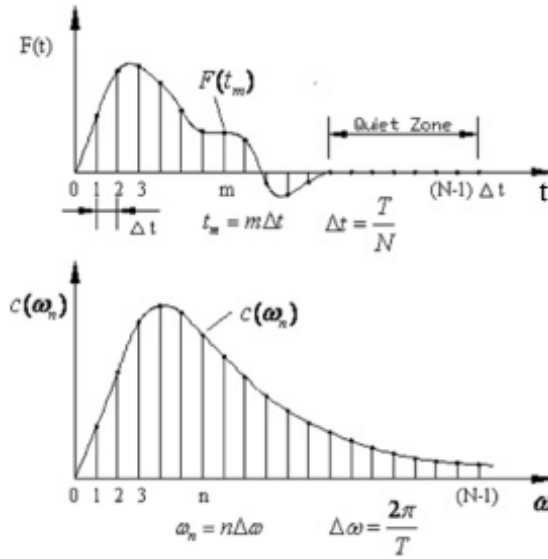 F(t)
F(t_m)
Quiet Zone
0 1 2 3 m (N-1) Δt t
Δt t_m = mΔt Δt = T/N
c(ω_n) c(ω_n)
0 1 2 3 n (N-1) ω
ω_n = nΔω Δω = 2π/T